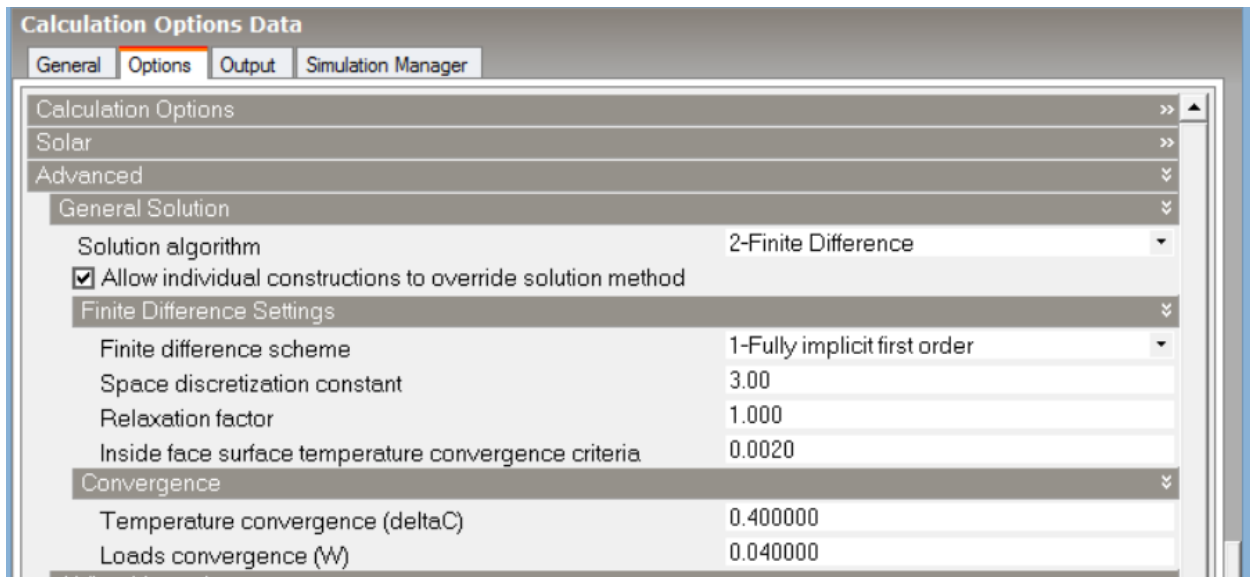 Calculation Options Data
General Options Output Simulation Manager
Calculation Options
Solar
Advanced
General Solution
Solution algorithm 2-Finite Difference
Allow individual constructions to override solution method
Finite Difference Settings
Finite difference scheme 1-Fully implicit first order
Space discretization constant 3.00
Relaxation factor 1.000
Inside face surface temperature convergence criteria 0.0020
Convergence
Temperature convergence (deltaC) 0.400000
Loads convergence (W) 0.040000